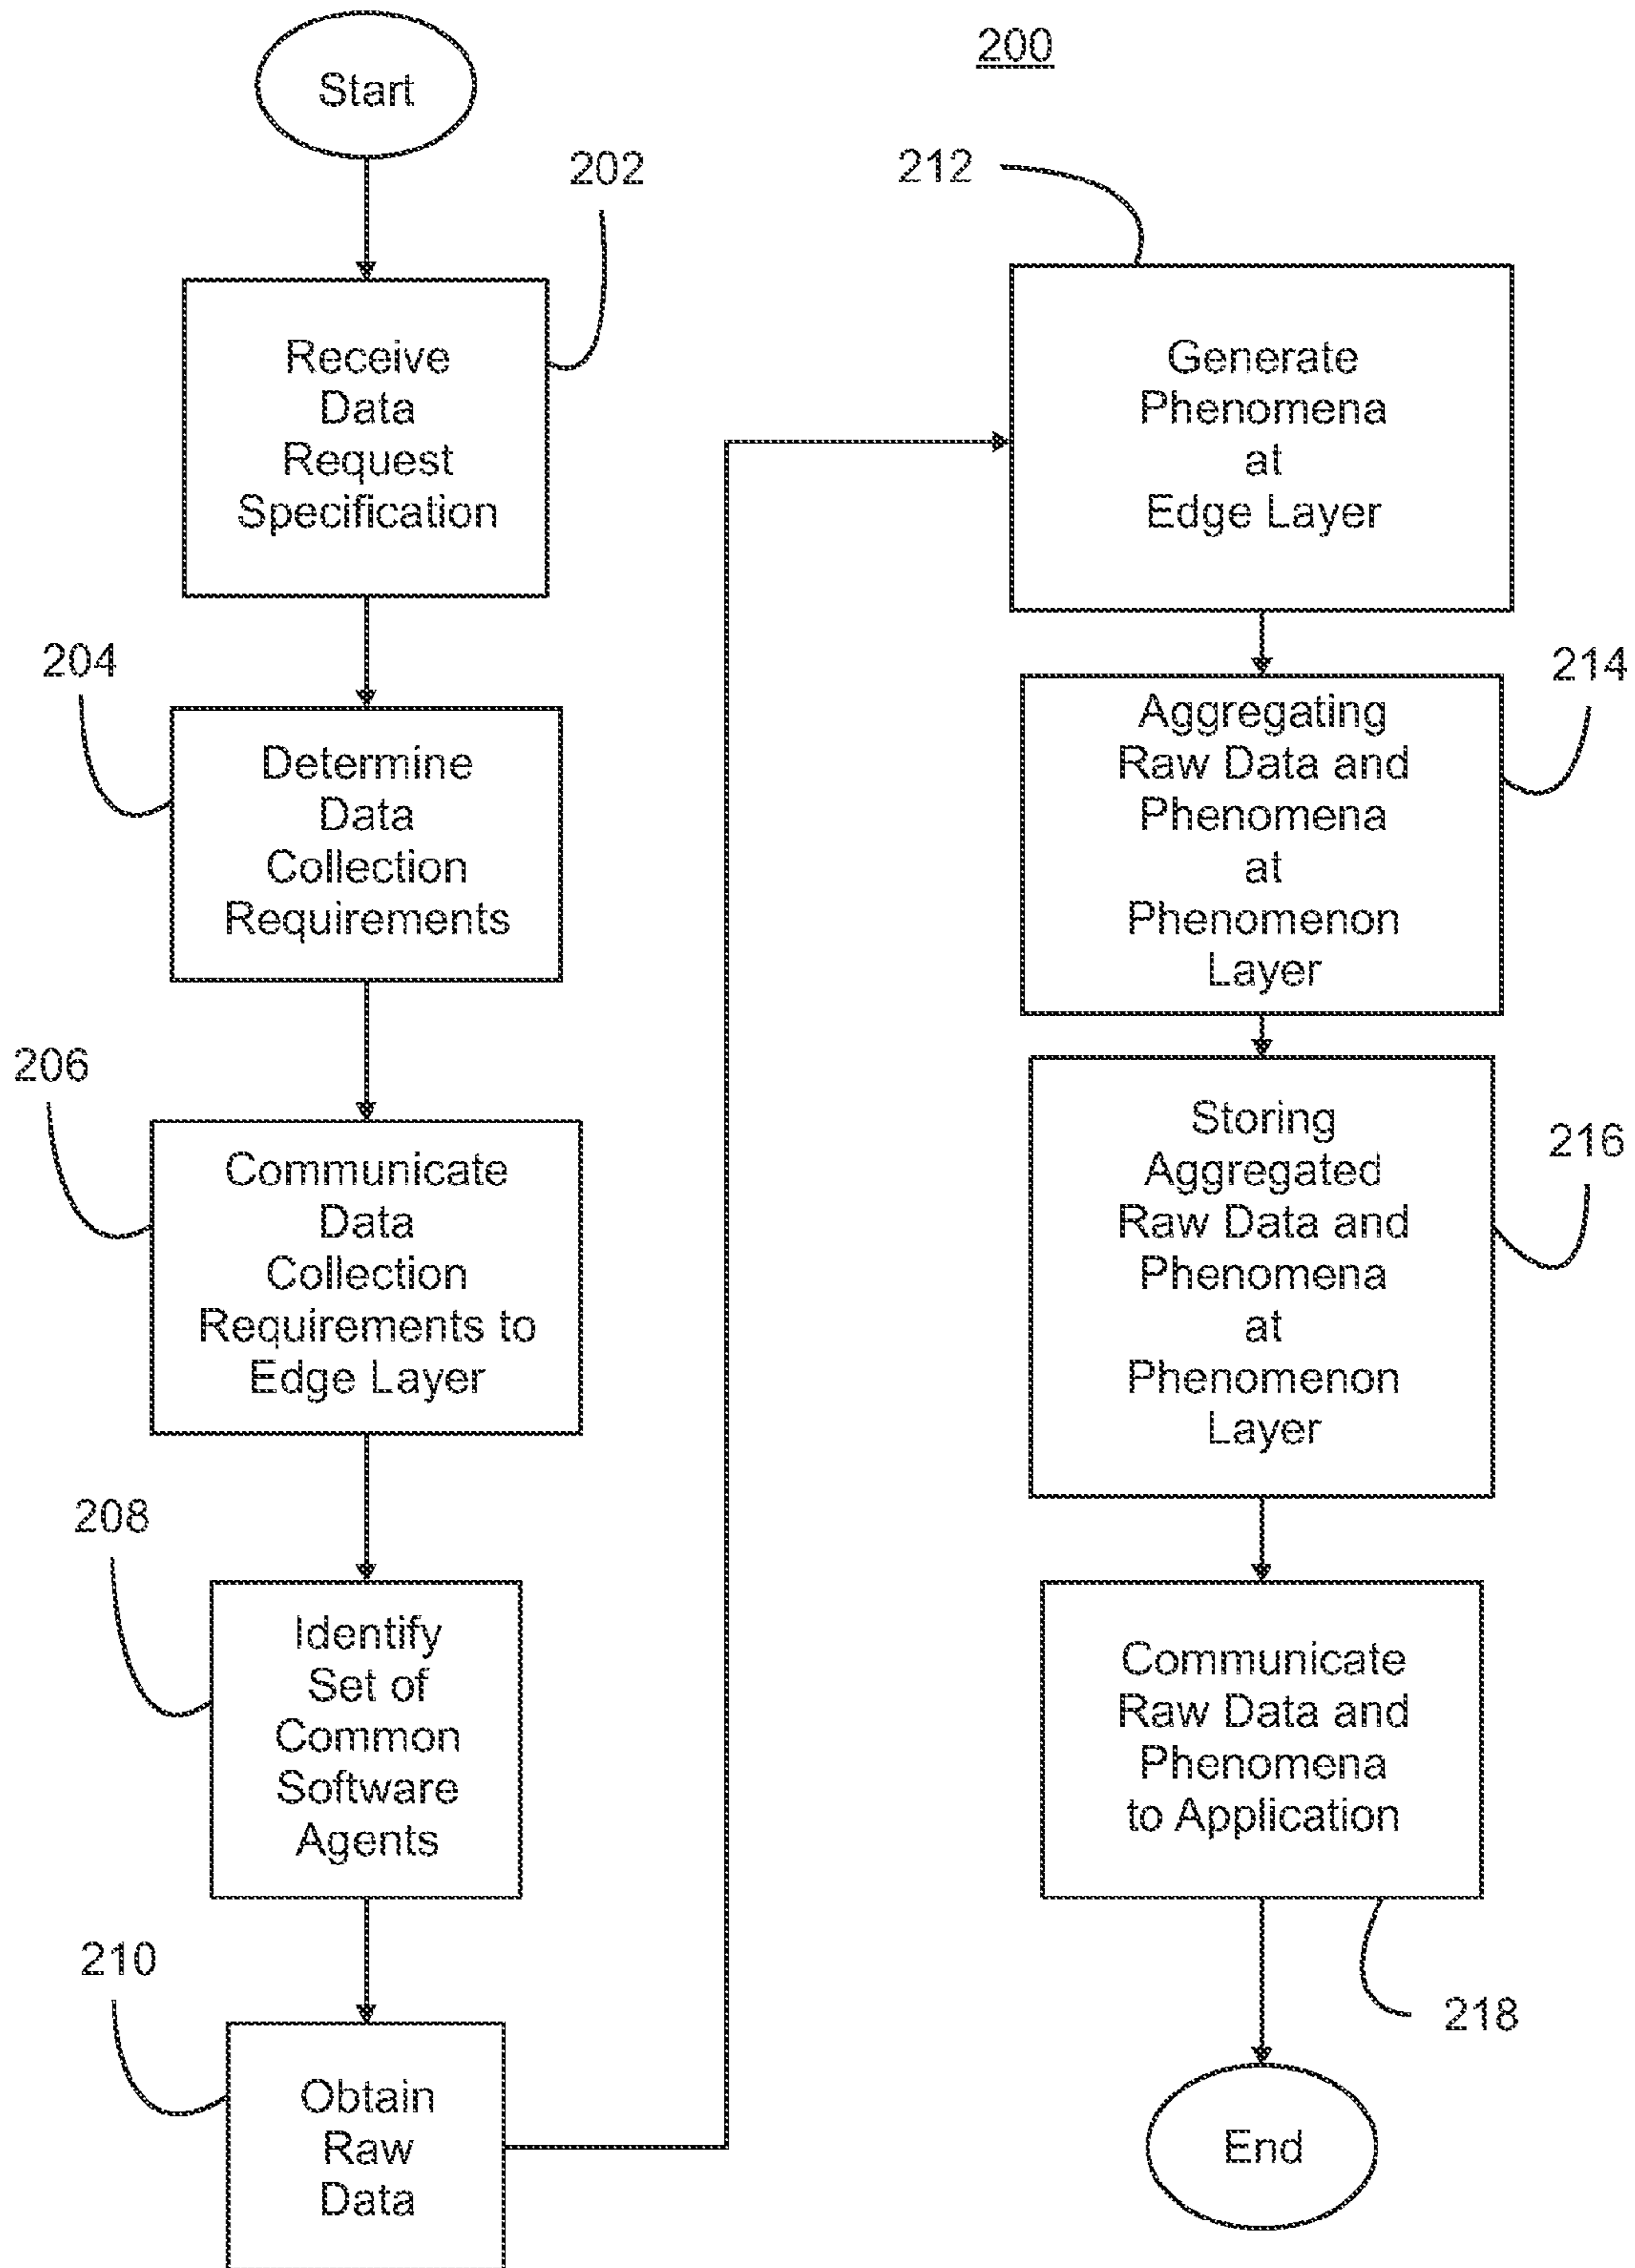 200
Start
202
Receive
Data
Request
Specification
204
Determine
Data
Collection
Requirements
206
Communicate
Data
Collection
Requirements to
Edge Layer
208
Identify
Set of
Common
Software
Agents
210
Obtain
Raw
Data
212
Generate
Phenomena
at
Edge Layer
214
Aggregating
Raw Data and
Phenomena
at
Phenomenon
Layer
216
Storing
Aggregated
Raw Data and
Phenomena
at
Phenomenon
Layer
Communicate
Raw Data and
Phenomena
to Application
218
End